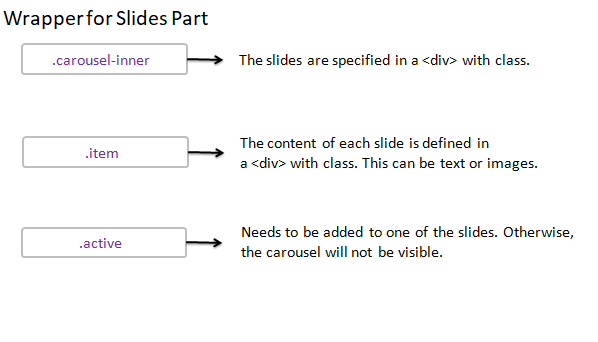 Wrapper for Slides Part
.carousel-inner
The slides are specified in a <div> with class.
.item
The content of each slide is defined in
a <div> with class. This can be text or images.
.active
Needs to be added to one of the slides. Otherwise,
the carousel will not be visible.